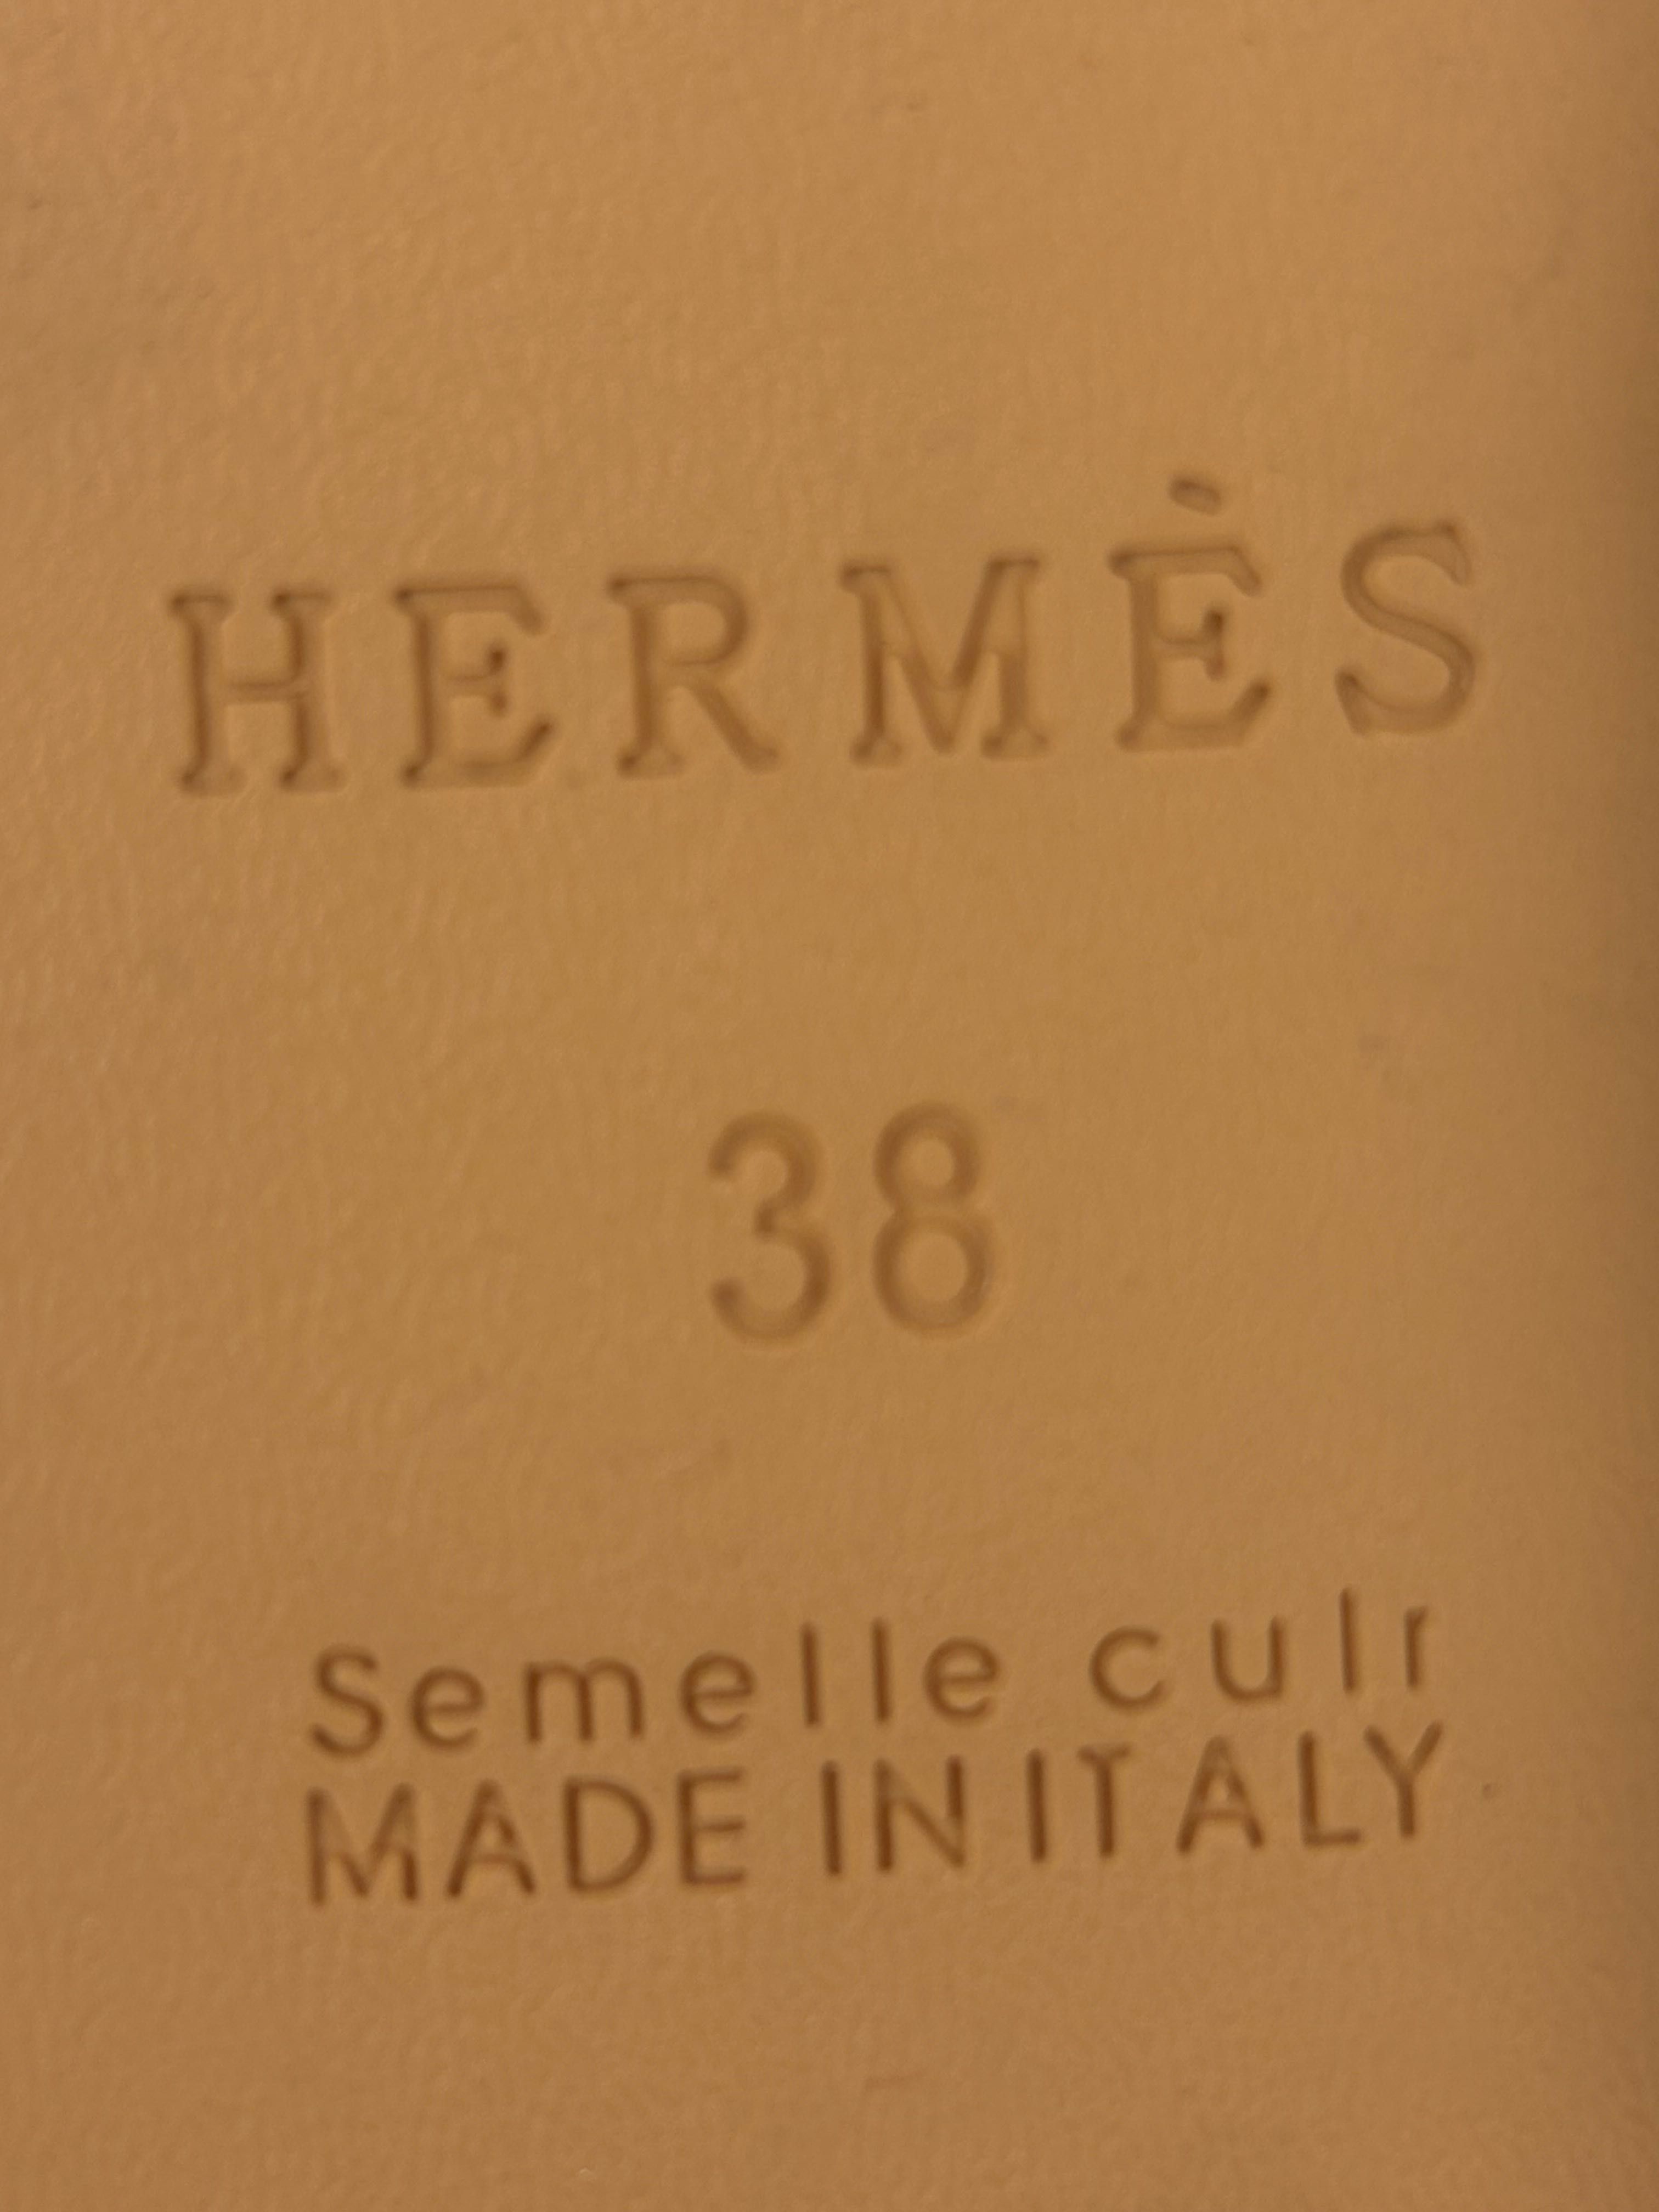 HERMÈS
38
Semelle cuIr
MADE IN ITALY